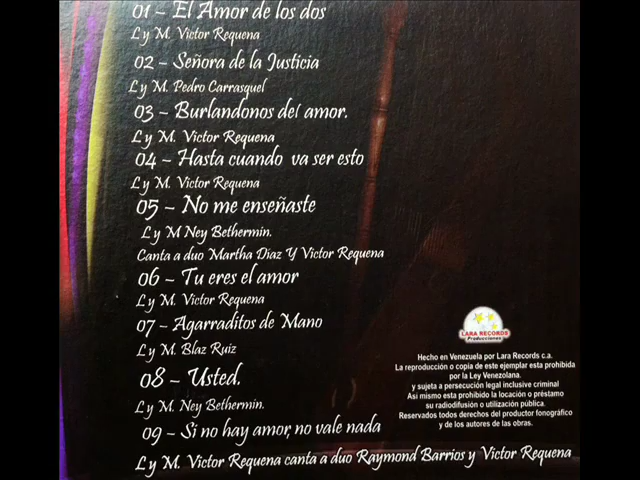 01 - El Amor de los dos
L y M. Victor Requena
02 - Señora de la Justicia
L y M. Pedro Carrasquel
03 - Burlandonos del amor.
L y M. Victor Requena
04 - Hasta cuando va ser esto
L y M. Victor Requena
05 - No me enseñaste
L y M Ney Bethermin.
Canta a duo Martha Diaz Y Victor Requena
06 - Tu eres el amor
L y M. Victor Requena
07 - Agarraditos de Mano
L y M. Blaz Ruiz
08 - Usted.
L y M. Ney Bethermin.
09 - Si no hay amor, no vale nada
L y M. Victor Requena canta a duo Raymond Barrios y Victor Requena
LARA RECORDS
Producciones
Hecho en Venezuela por Lara Records c.a.
La reproducción o copia de este ejemplar esta prohibida
por la Ley Venezolana.
y sujeta a persecución legal inclusive criminal
Asi mismo esta prohibido la locación o préstamo
su radiodifusión o utilización pública.
Reservados todos derechos del productor fonográfico
y de los autores de las obras.